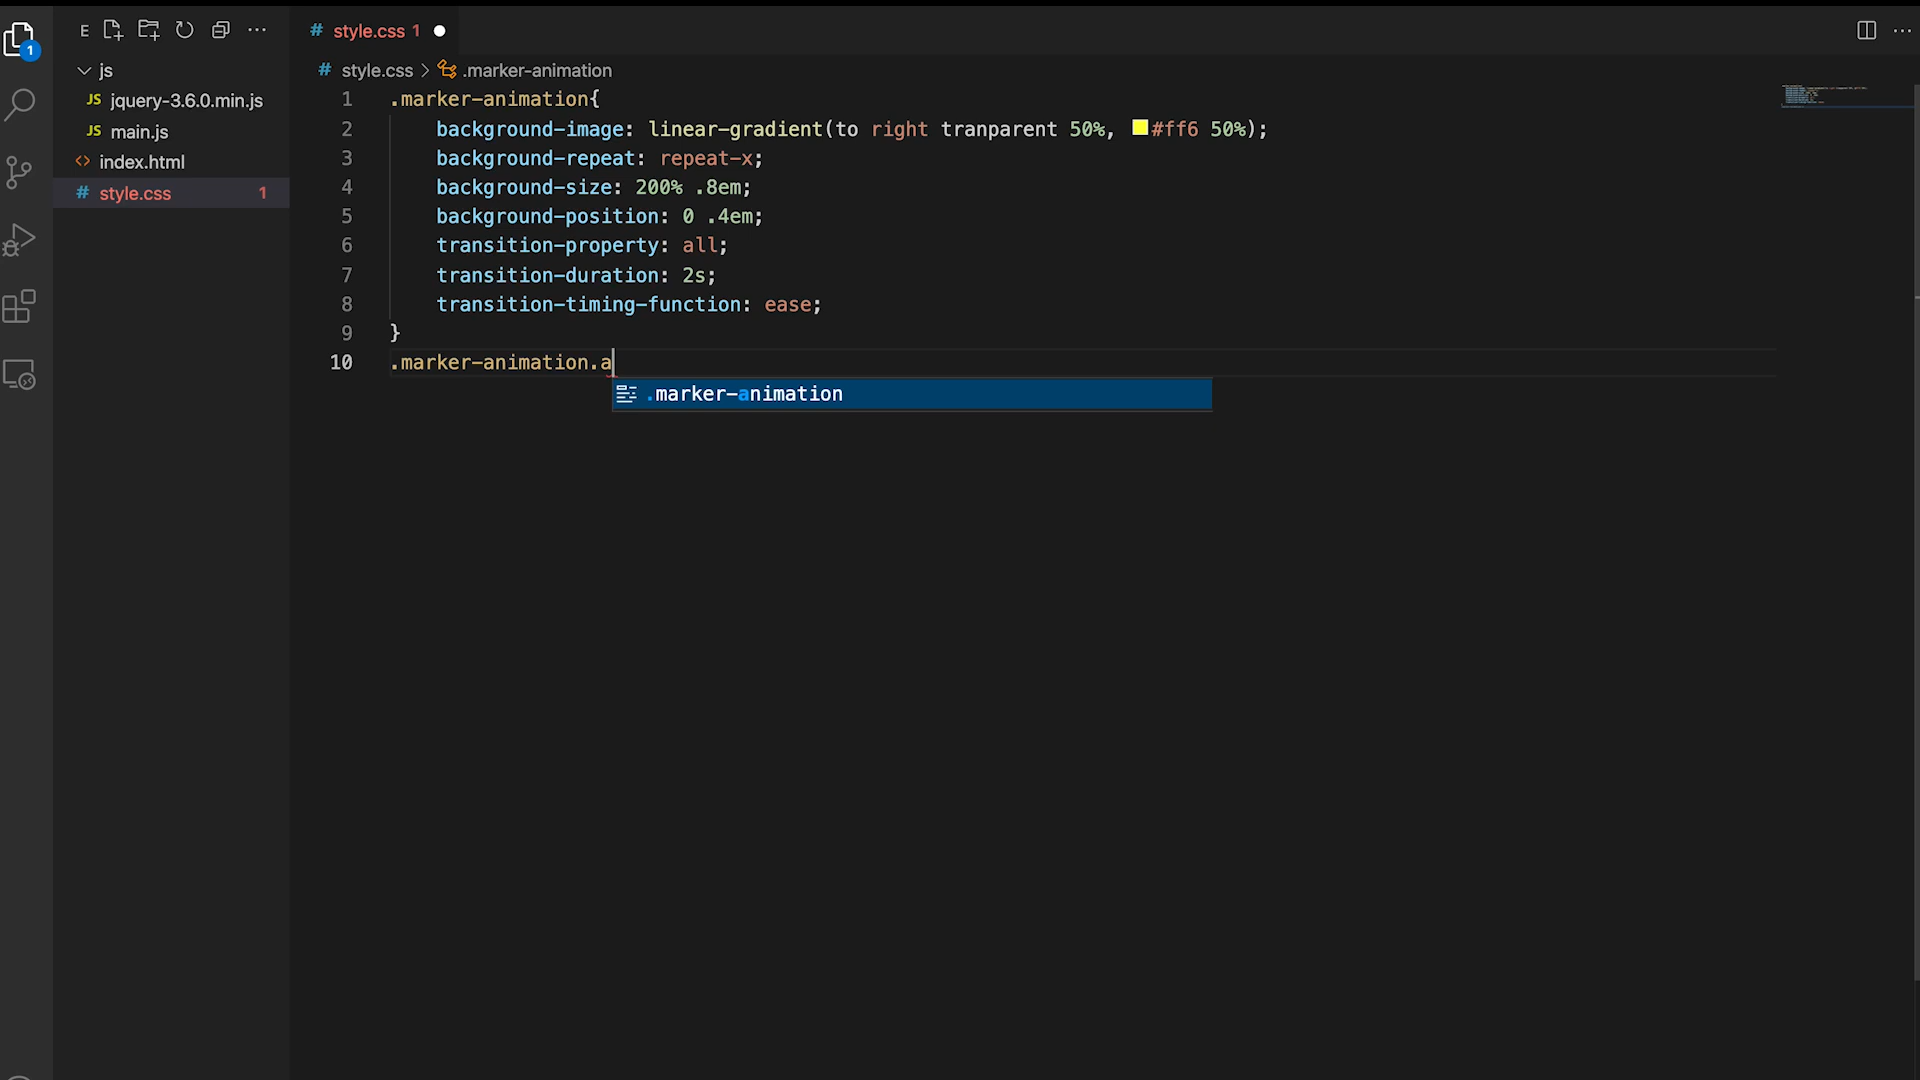 E
style.css 1
js
style.css > .marker-animation
JS jquery-3.6.0.min.js
JS main.js
<> index.html
# style.css 1
1
1 .marker-animation{
2 background-image: linear-gradient(to right tranparent 50%, #ff6 50%);
3 background-repeat: repeat-x;
4 background-size: 200% .8em;
5 background-position: 0 .4em;
6 transition-property: all;
7 transition-duration: 2s;
8 transition-timing-function: ease;
9 }
10 .marker-animation.a
.marker-animation